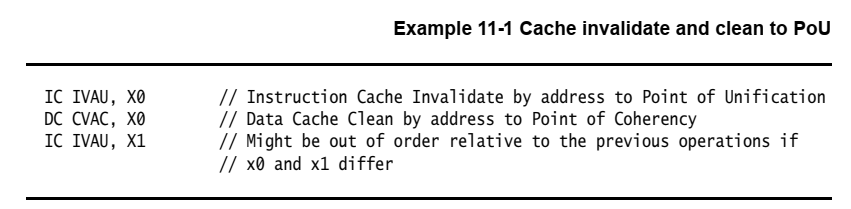 Example 11-1 Cache invalidate and clean to PoU
IC IVAU, X0 // Instruction Cache Invalidate by address to Point of Unification
DC CVAC, X0 // Data Cache Clean by address to Point of Coherency
IC IVAU, X1 // Might be out of order relative to the previous operations if
// x0 and x1 differ